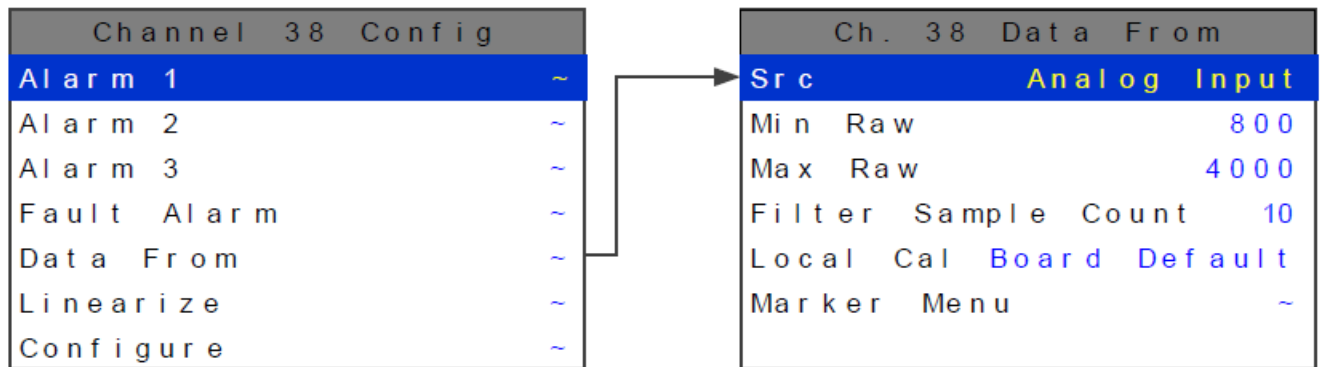 Channel 38 Config
Alarm 1 ~
Alarm 2 ~
Alarm 3 ~
Fault Alarm ~
Data From ~
Linearize ~
Configure ~
Ch. 38 Data From
Src Analog Input
Min Raw 800
Max Raw 4000
Filter Sample Count 10
Local Cal Board Default
Marker Menu ~